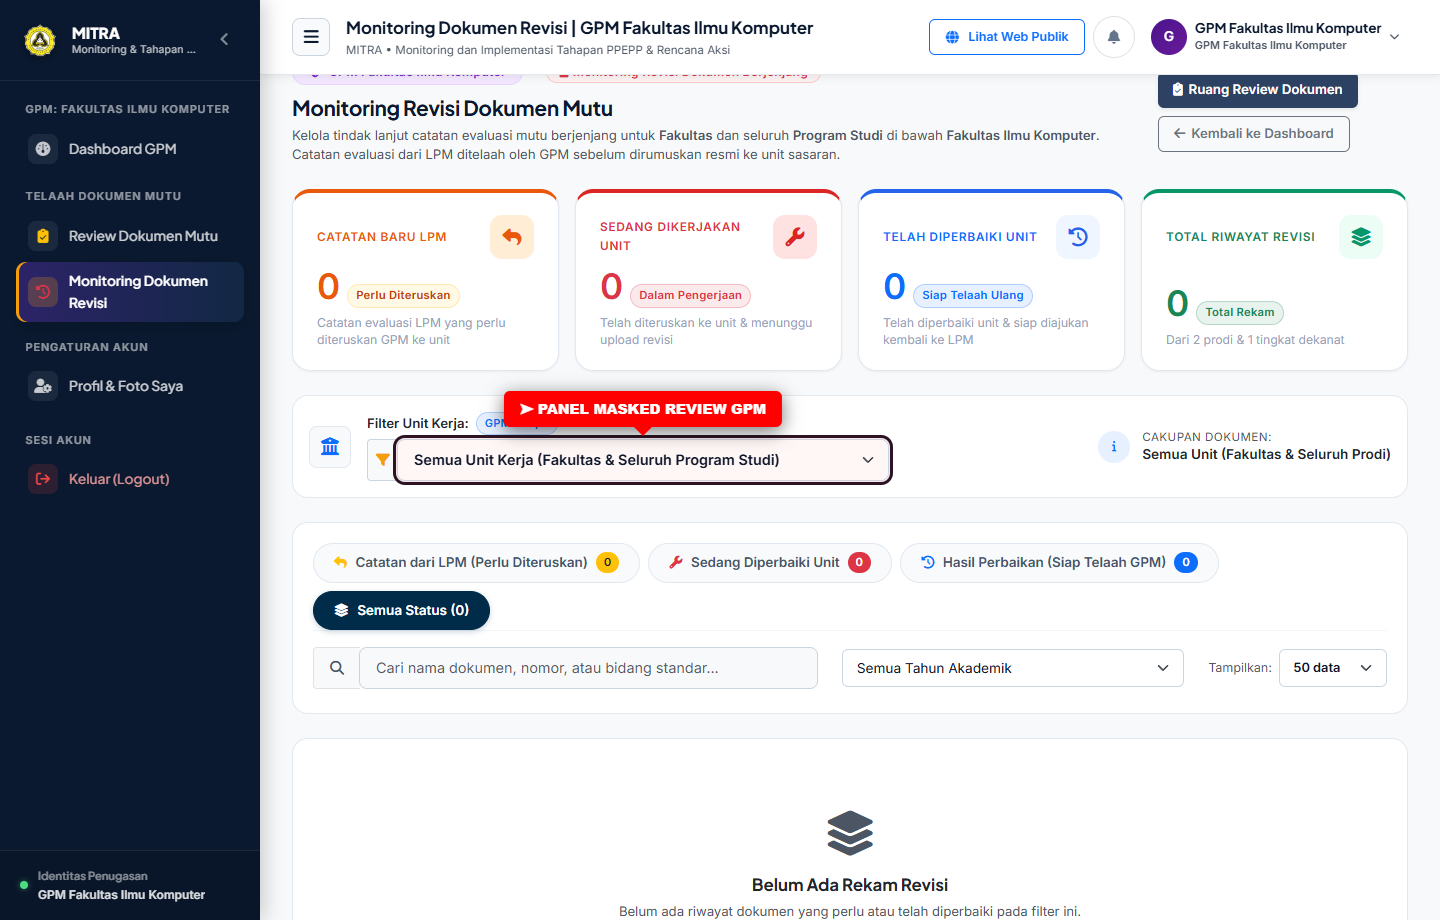 MITRA
Monitoring & Tahapan ...
GPM: FAKULTAS ILMU KOMPUTER
Dashboard GPM
TELAAH DOKUMEN MUTU
Review Dokumen Mutu
Monitoring Dokumen
Revisi
PENGATURAN AKUN
Profil & Foto Saya
SESI AKUN
Keluar (Logout)
Identitas Penugasan
GPM Fakultas Ilmu Komputer
Monitoring Dokumen Revisi | GPM Fakultas Ilmu Komputer
MITRA • Monitoring dan Implementasi Tahapan PPEPP & Rencana Aksi
Lihat Web Publik
G
GPM Fakultas Ilmu Komputer
GPM Fakultas Ilmu Komputer
Monitoring Revisi Dokumen Mutu
Kelola tindak lanjut catatan evaluasi mutu berjenjang untuk Fakultas dan seluruh Program Studi di bawah Fakultas Ilmu Komputer.
Catatan evaluasi dari LPM ditelaah oleh GPM sebelum dirumuskan resmi ke unit sasaran.
Ruang Review Dokumen
← Kembali ke Dashboard
CATATAN BARU LPM
0 Perlu Diteruskan
Catatan evaluasi LPM yang perlu
diteruskan GPM ke unit
SEDANG DIKERJAKAN
UNIT
0 Dalam Pengerjaan
Telah diteruskan ke unit & menunggu
upload revisi
TELAH DIPERBAIKI UNIT
0 Siap Telaah Ulang
Telah diperbaiki unit & siap diajukan
kembali ke LPM
TOTAL RIWAYAT REVISI
0 Total Rekam
Dari 2 prodi & 1 tingkat dekanat
➤ PANEL MASKED REVIEW GPM
Filter Unit Kerja:
Semua Unit Kerja (Fakultas & Seluruh Program Studi)
CAKUPAN DOKUMEN:
Semua Unit (Fakultas & Seluruh Prodi)
Catatan dari LPM (Perlu Diteruskan) 0
Sedang Diperbaiki Unit 0
Hasil Perbaikan (Siap Telaah GPM) 0
Semua Status (0)
Cari nama dokumen, nomor, atau bidang standar...
Semua Tahun Akademik
Tampilkan:
50 data
Belum Ada Rekam Revisi
Belum ada riwayat dokumen yang perlu atau telah diperbaiki pada filter ini.